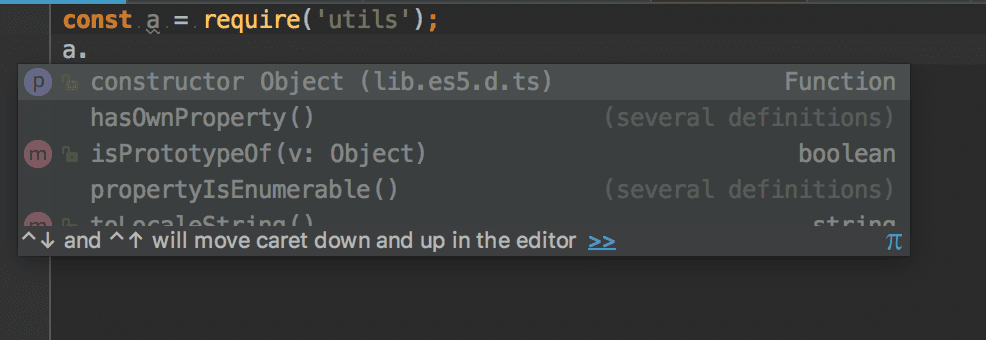 const a = require('utils');
a.
p constructor Object (lib.es5.d.ts) Function
hasOwnProperty() (several definitions)
m isPrototypeOf(v: Object) boolean
propertyIsEnumerable() (several definitions)
m toLocaleString() string
^↓ and ^↑ will move caret down and up in the editor >> π